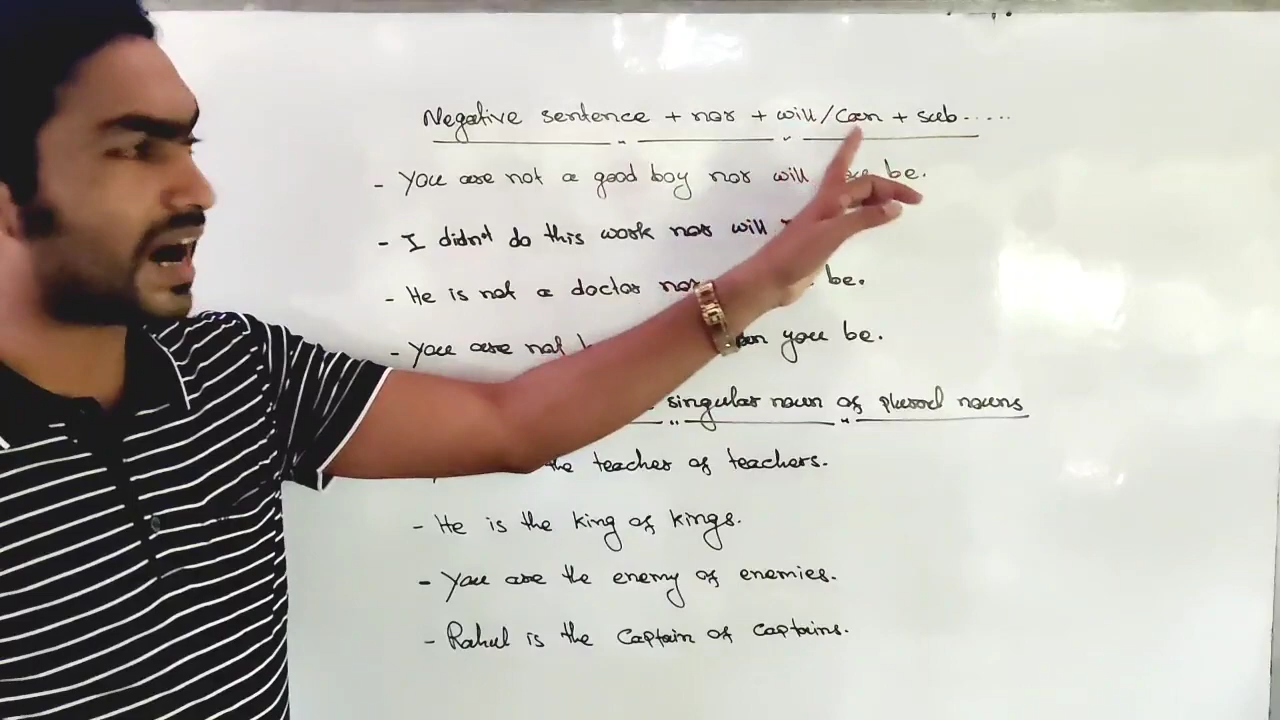 Negative sentence + nor + will/can + sub.....
- You are not a good boy nor will be.
- I didn't do this work nor will
- He is not a doctor nor be.
- You are not you be.
singular noun of plural nouns
the teacher of teachers.
- He is the king of kings.
- You are the enemy of enemies.
- Rahul is the captain of captains.